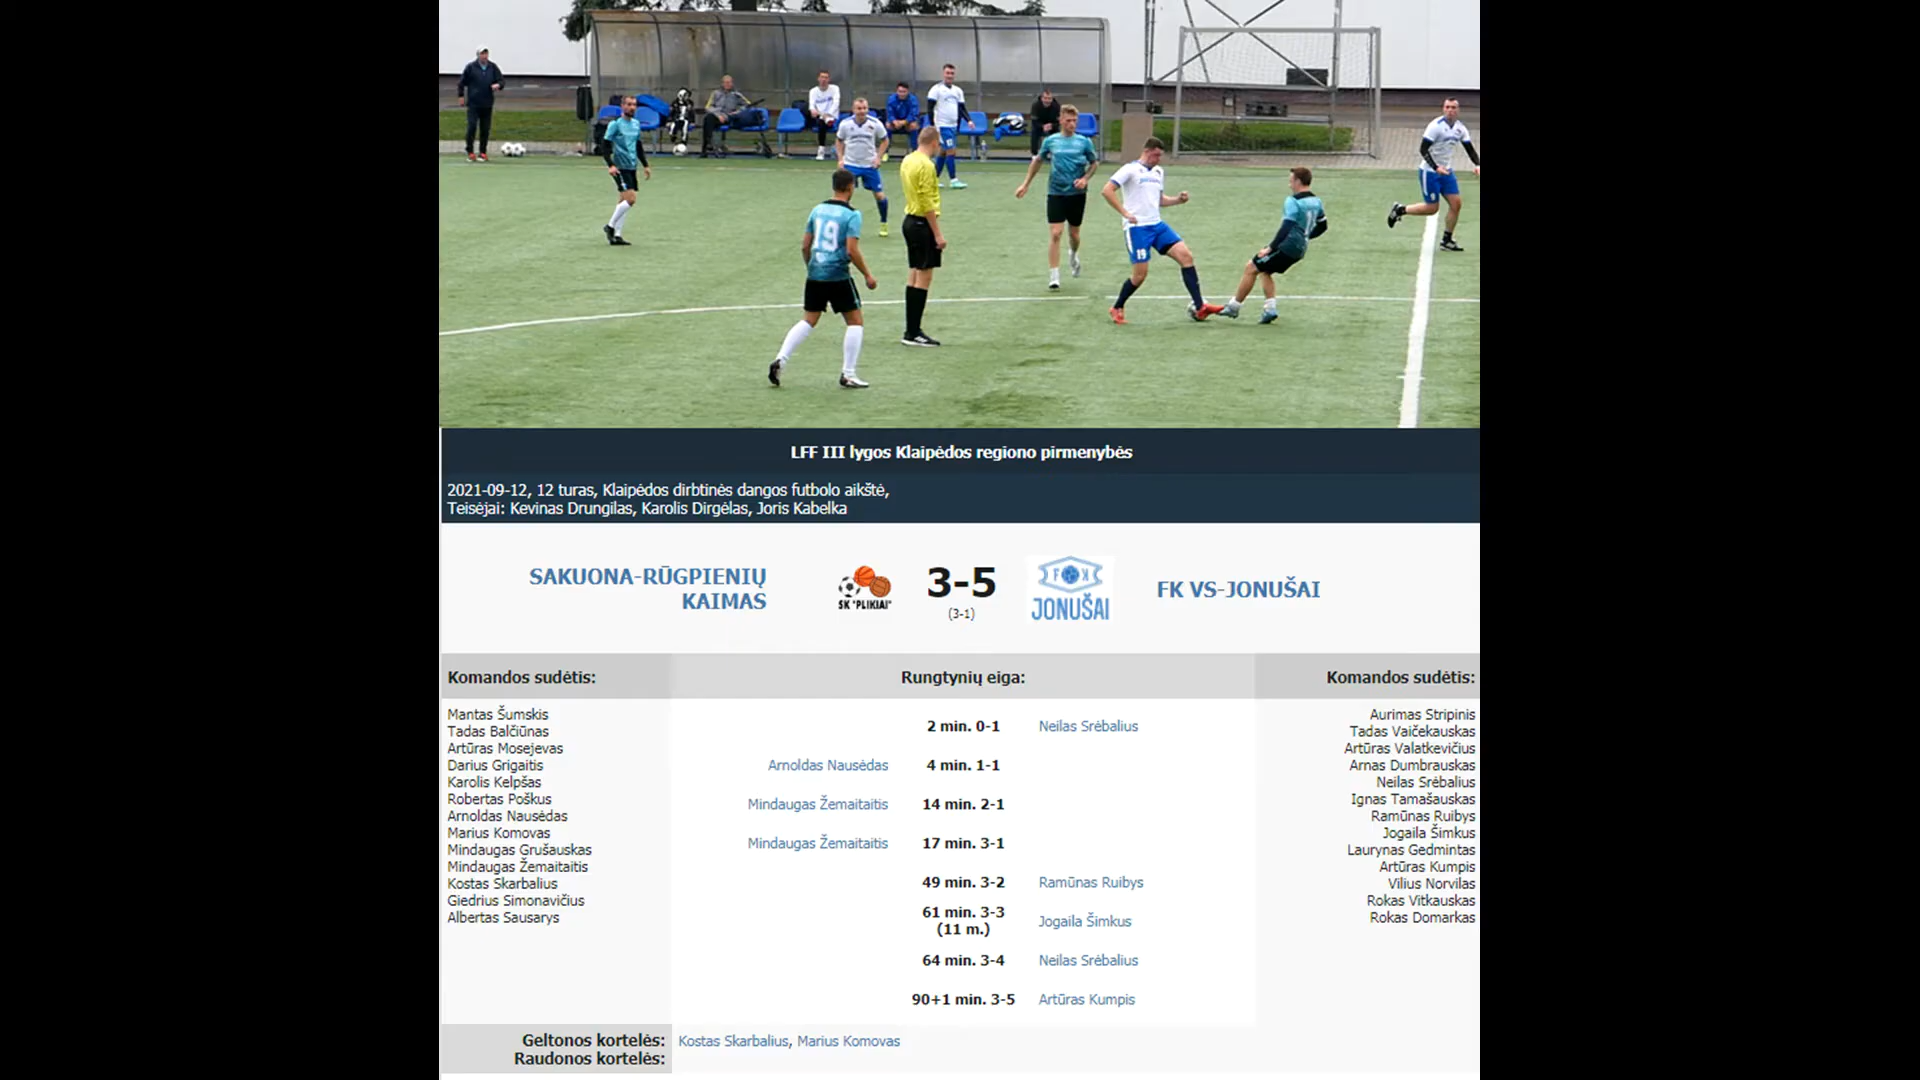 19
19
1
LFF III lygos Klaipėdos regiono pirmenybės
2021-09-12, 12 turas, Klaipėdos dirbtinės dangos futbolo aikštė,
Teisėjai: Kevinas Drungilas, Karolis Dirgėlas, Joris Kabelka
SAKUONA-RŪGPIENIŲ
KAIMAS
SK "PLIKIAI"
3-5
(3-1)
F K
JONUŠAI
FK VS-JONUŠAI
Komandos sudėtis:
Rungtynių eiga:
Komandos sudėtis:
Mantas Šumskis
Tadas Balčiūnas
Artūras Mosejevas
Darius Grigaitis
Karolis Kelpšas
Robertas Poškus
Arnoldas Nausėdas
Marius Komovas
Mindaugas Grušauskas
Mindaugas Žemaitaitis
Kostas Skarbalius
Giedrius Simonavičius
Albertas Sausarys
2 min. 0-1 Neilas Srėbalius
Arnoldas Nausėdas 4 min. 1-1
Mindaugas Žemaitaitis 14 min. 2-1
Mindaugas Žemaitaitis 17 min. 3-1
49 min. 3-2 Ramūnas Ruibys
61 min. 3-3
(11 m.) Jogaila Šimkus
64 min. 3-4 Neilas Srėbalius
90+1 min. 3-5 Artūras Kumpis
Aurimas Stripinis
Tadas Vaičekauskas
Artūras Valatkevičius
Arnas Dumbrauskas
Neilas Srėbalius
Ignas Tamašauskas
Ramūnas Ruibys
Jogaila Šimkus
Laurynas Gedmintas
Artūras Kumpis
Vilius Norvilas
Rokas Vitkauskas
Rokas Domarkas
Geltonos kortelės: Kostas Skarbalius, Marius Komovas
Raudonos kortelės: